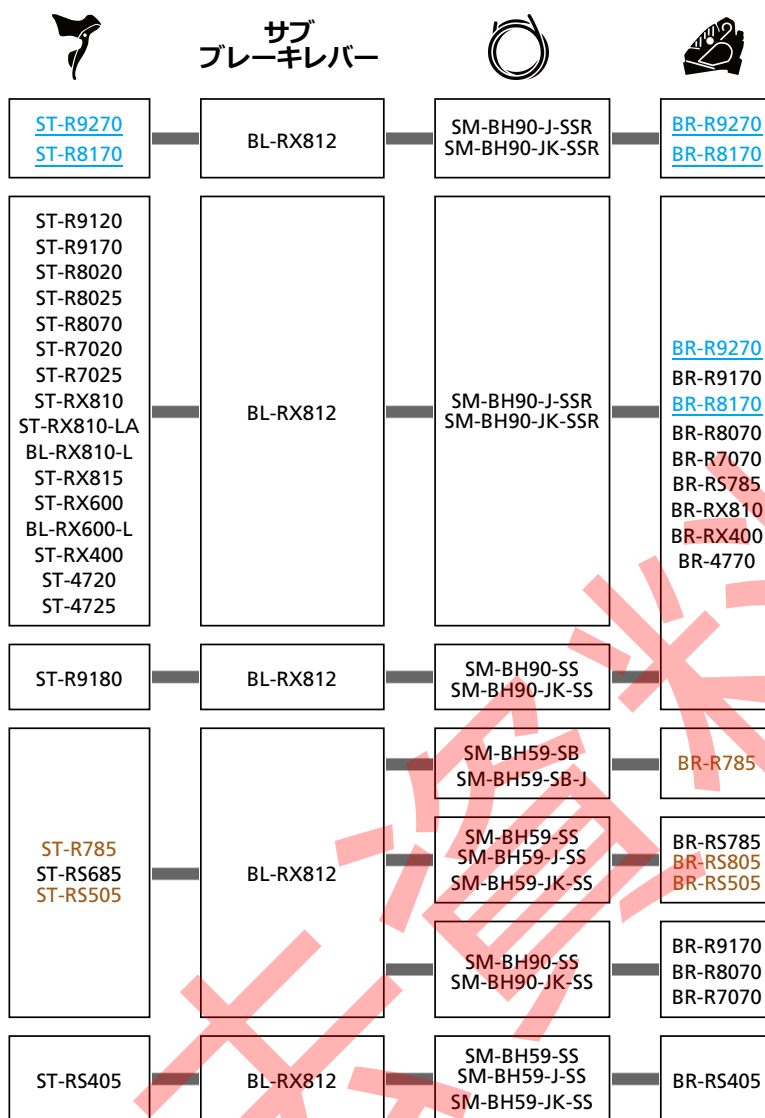 サブ
ブレーキレバー
ST-R9270
ST-R8170
BL-RX812
SM-BH90-J-SSR
SM-BH90-JK-SSR
BR-R9270
BR-R8170
ST-R9120
ST-R9170
ST-R8020
ST-R8025
ST-R8070
ST-R7020
ST-R7025
ST-RX810
ST-RX810-LA
BL-RX810-L
ST-RX815
ST-RX600
BL-RX600-L
ST-RX400
ST-4720
ST-4725
BL-RX812
SM-BH90-J-SSR
SM-BH90-JK-SSR
BR-R9270
BR-R9170
BR-R8170
BR-R8070
BR-R7070
BR-RS785
BR-RX810
BR-RX400
BR-4770
ST-R9180
BL-RX812
SM-BH90-SS
SM-BH90-JK-SS
ST-R785
ST-RS685
ST-RS505
BL-RX812
SM-BH59-SB
SM-BH59-SB-J
BR-R785
SM-BH59-SS
SM-BH59-J-SS
SM-BH59-JK-SS
BR-RS785
BR-RS805
BR-RS505
SM-BH90-SS
SM-BH90-JK-SS
BR-R9170
BR-R8070
BR-R7070
ST-RS405
BL-RX812
SM-BH59-SS
SM-BH59-J-SS
SM-BH59-JK-SS
BR-RS405